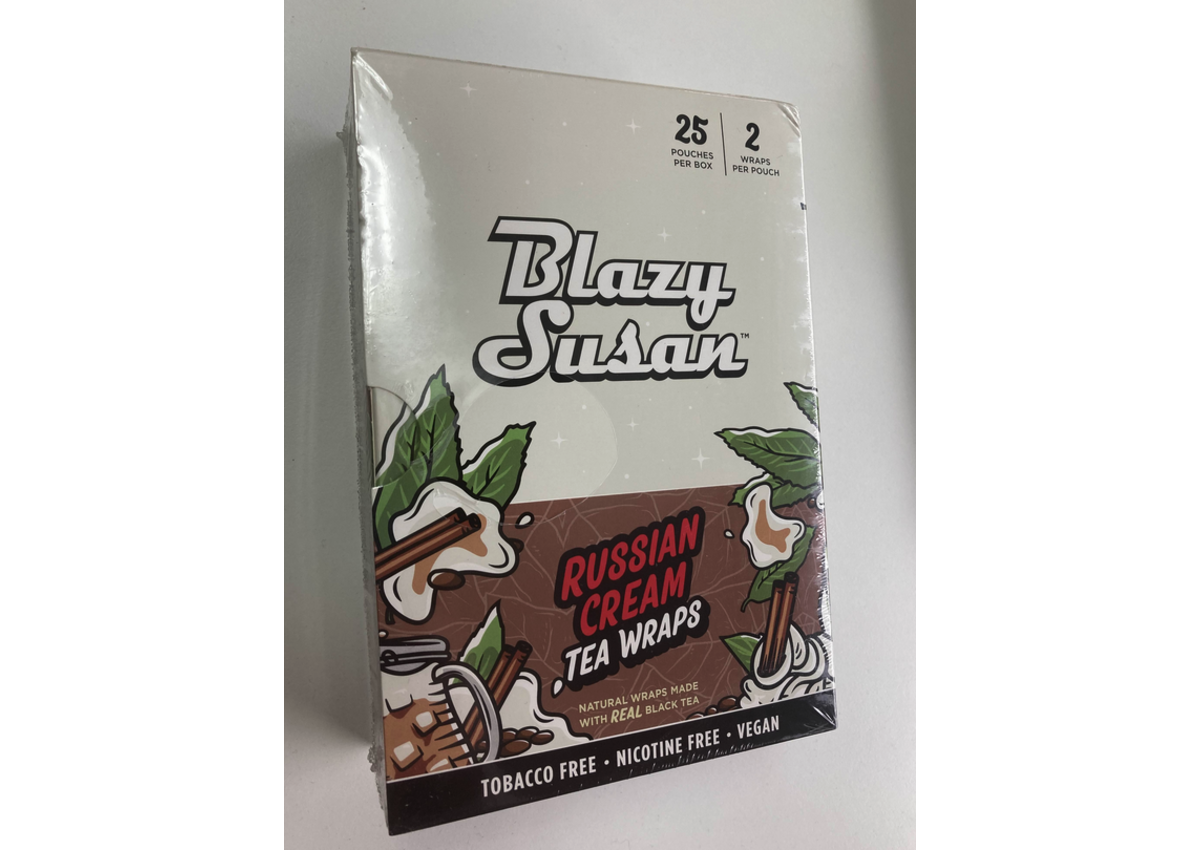 25
POUCHES
PER BOX
2
WRAPS
PER POUCH
Blazy
Susan™
RUSSIAN
CREAM
TEA WRAPS
NATURAL WRAPS MADE
WITH REAL BLACK TEA
TOBACCO FREE • NICOTINE FREE • VEGAN